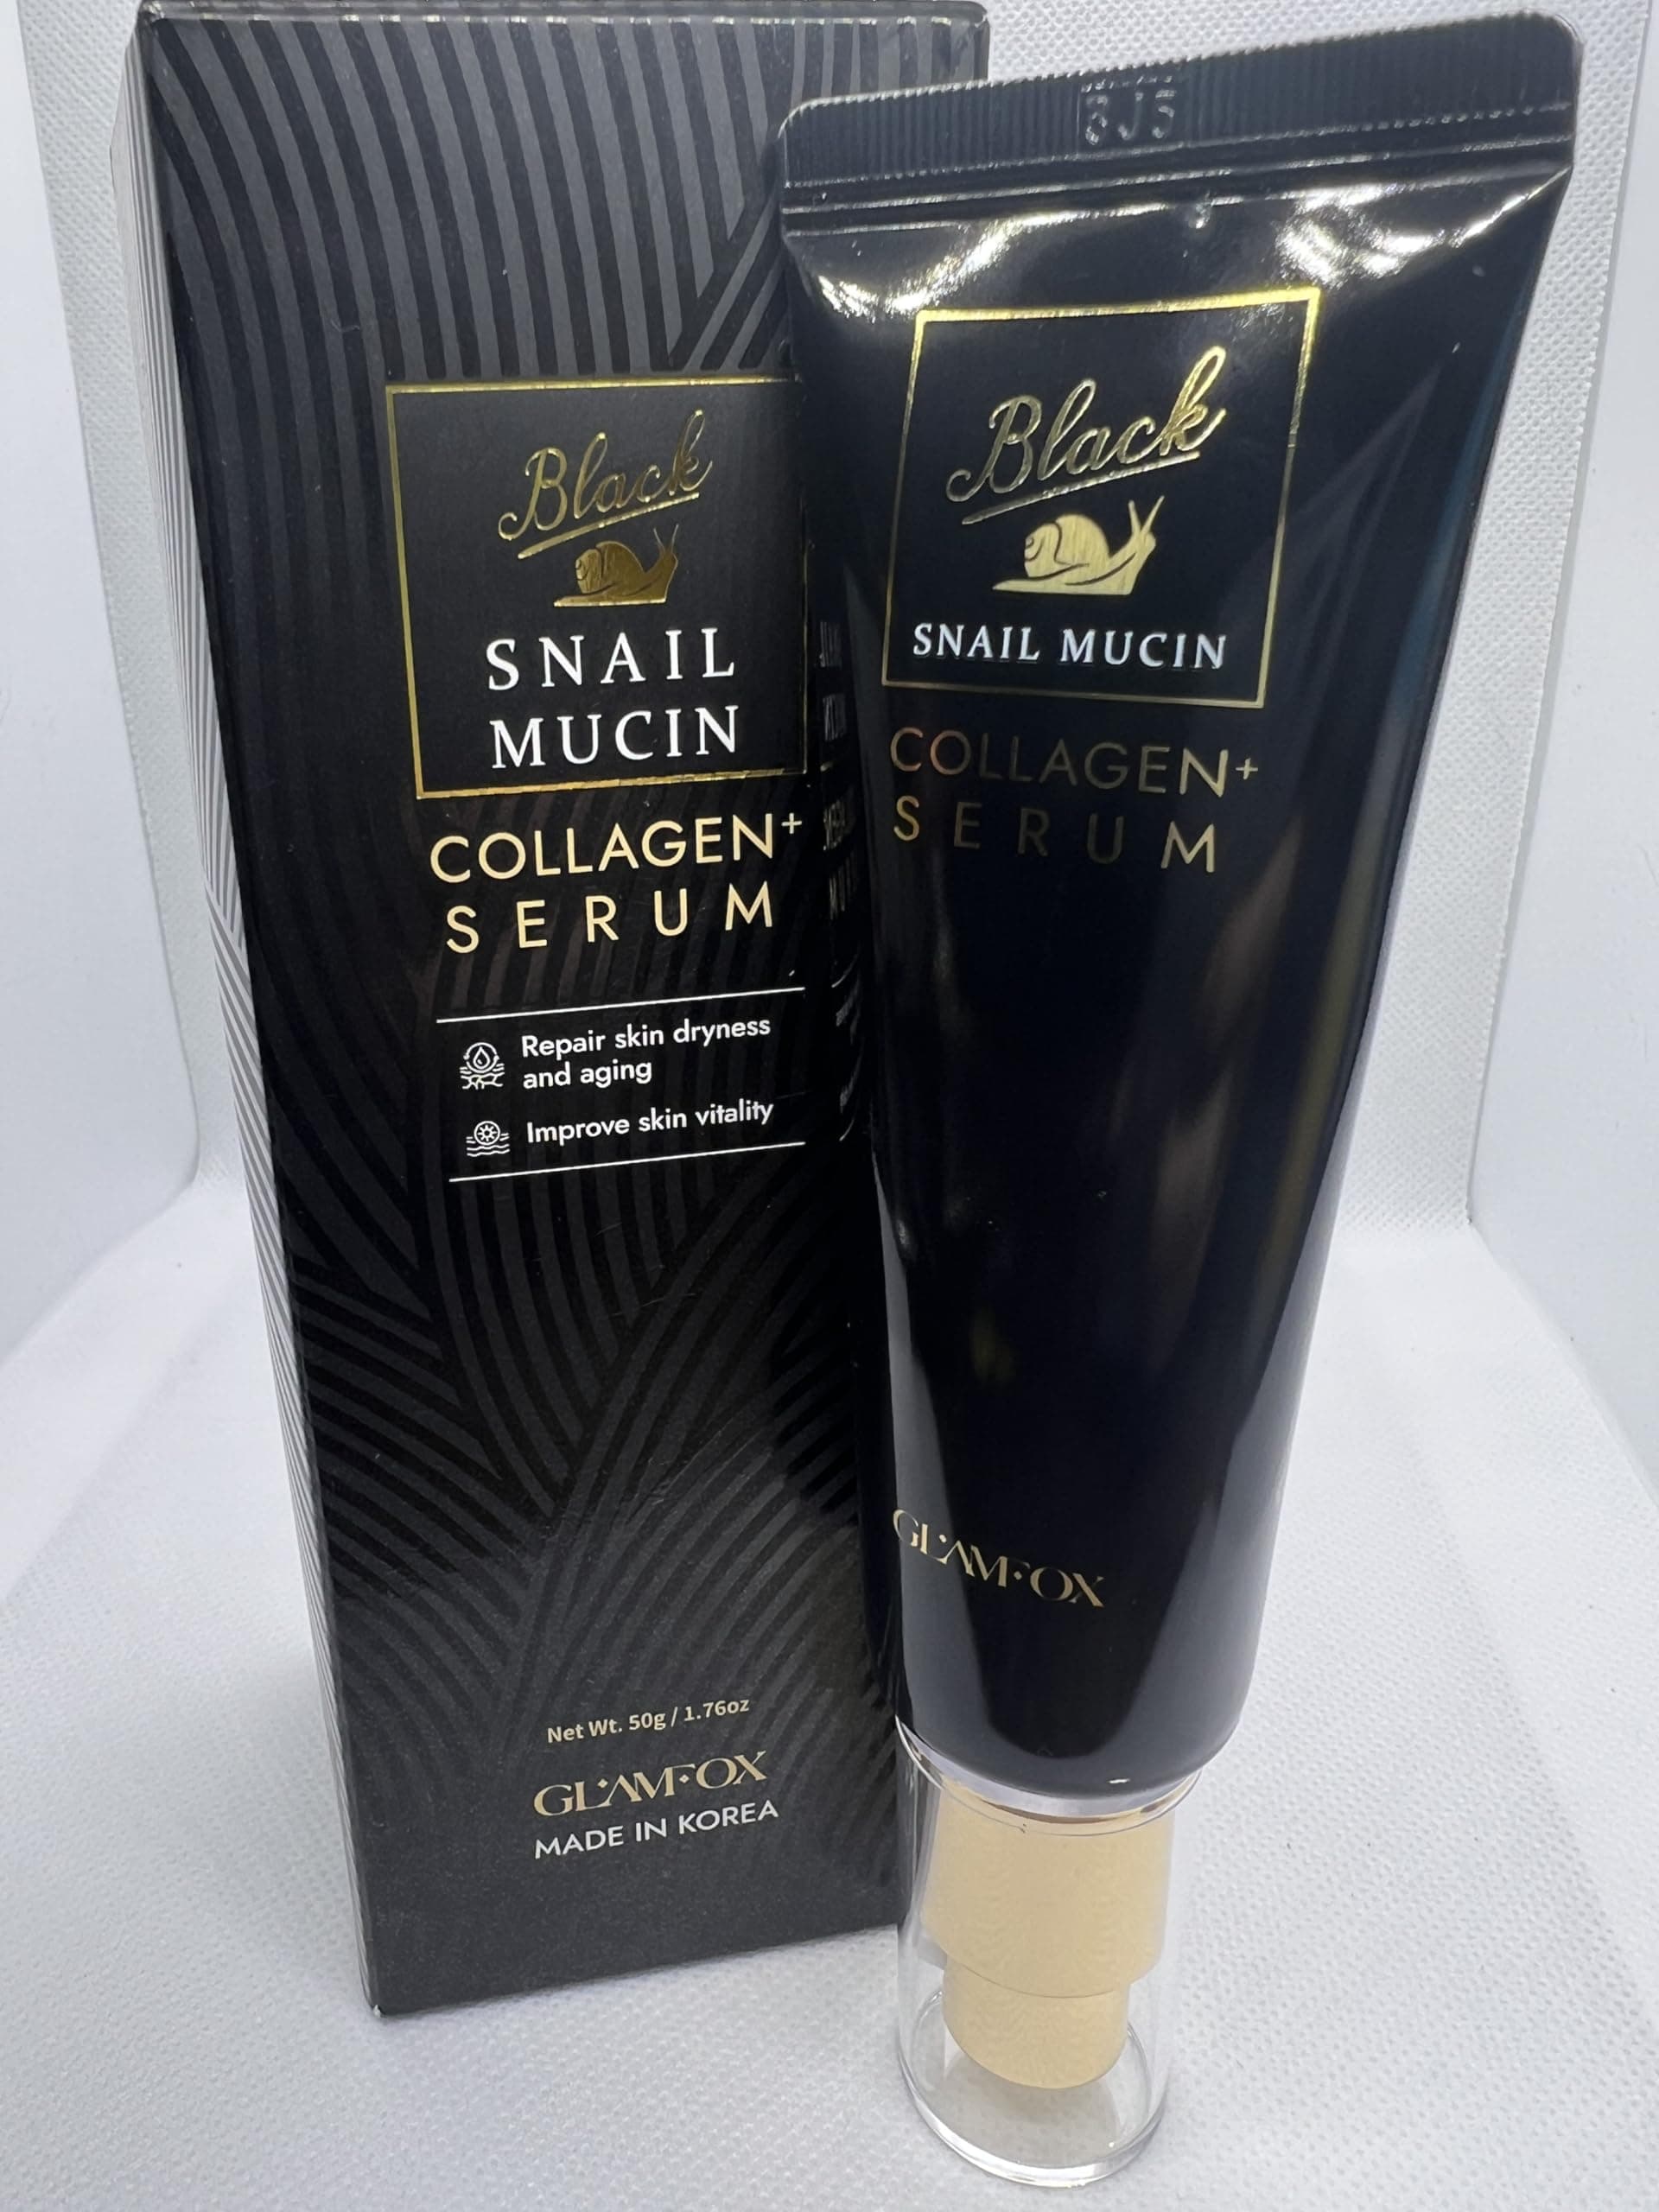 Black
SNAIL
MUCIN
COLLAGEN+
SERUM
Repair skin dryness
and aging
Improve skin vitality
Net Wt. 50g / 1.76oz
GLAMFOX
MADE IN KOREA
Black
SNAIL MUCIN
COLLAGEN+
SERUM
GLAMFOX